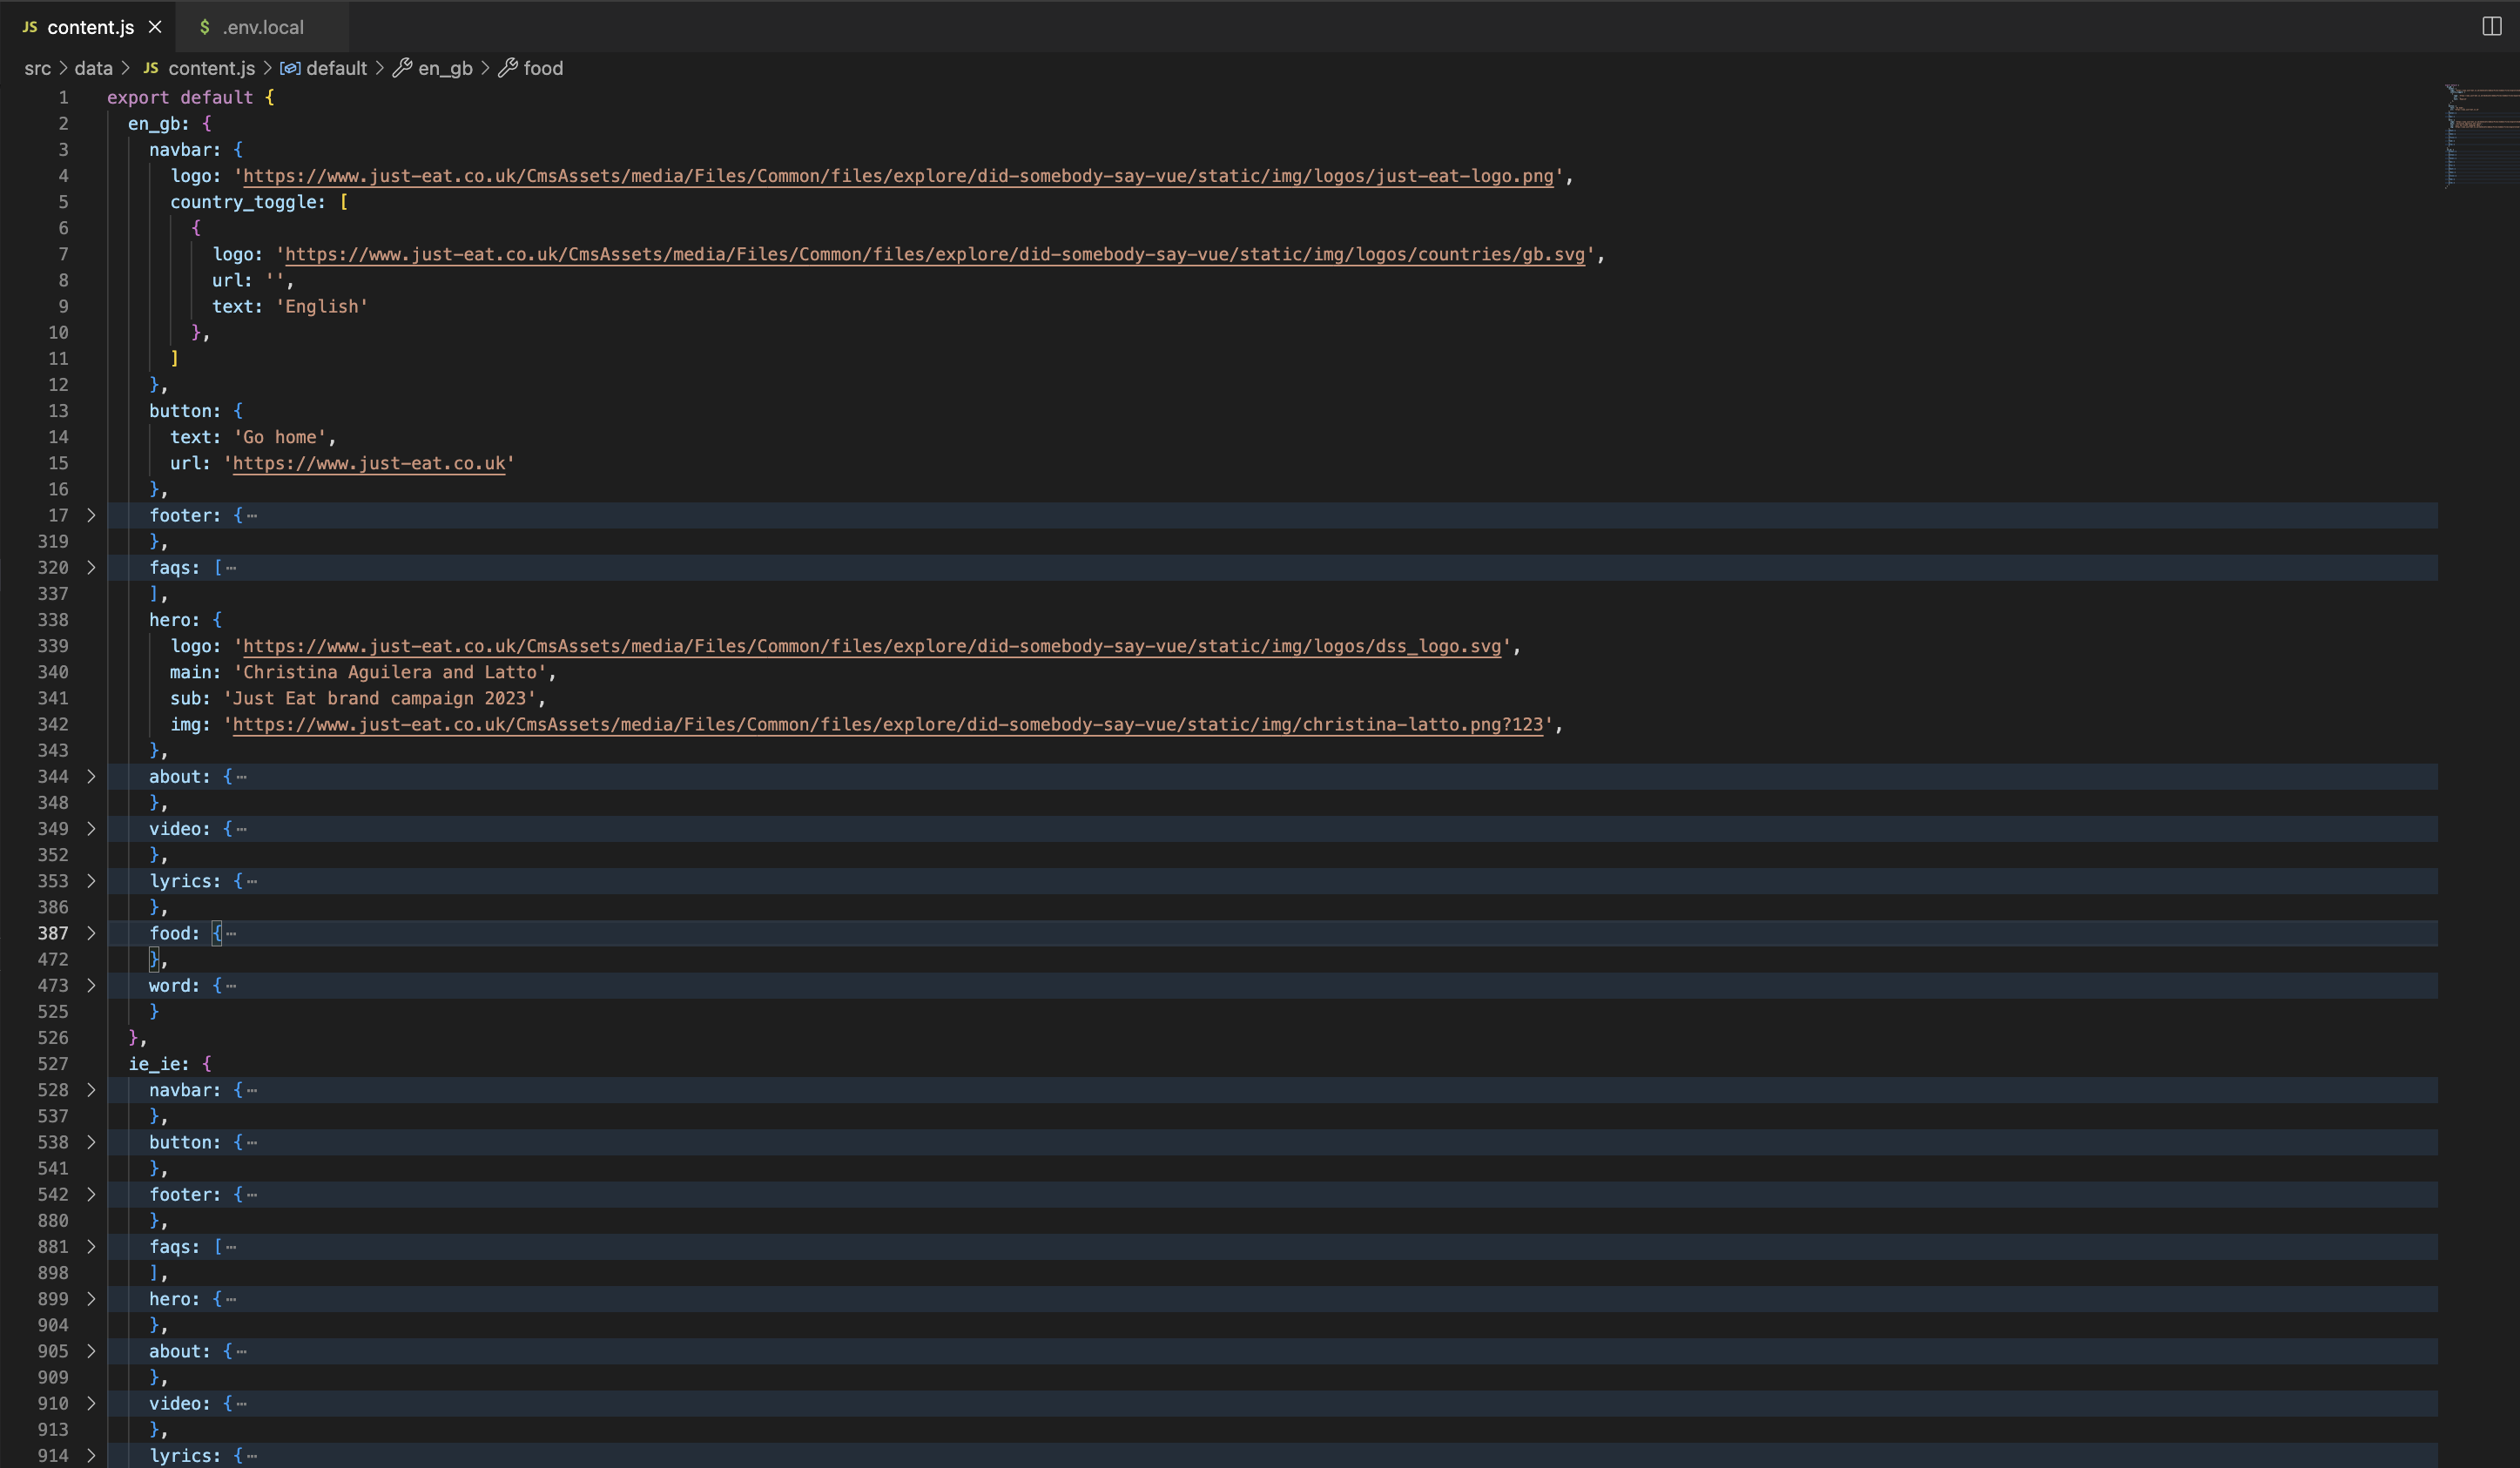 JS content.js × $ .env.local
src > data > JS content.js > default > en_gb > food
1 export default {
2 en_gb: {
3 navbar: {
4 logo: 'https://www.just-eat.co.uk/CmsAssets/media/Files/Common/files/explore/did-somebody-say-vue/static/img/logos/just-eat-logo.png',
5 country_toggle: [
6 {
7 logo: 'https://www.just-eat.co.uk/CmsAssets/media/Files/Common/files/explore/did-somebody-say-vue/static/img/logos/countries/gb.svg',
8 url: '',
9 text: 'English'
10 },
11 ]
12 },
13 button: {
14 text: 'Go home',
15 url: 'https://www.just-eat.co.uk'
16 },
17 > footer: {⋯
319 },
320 > faqs: [⋯
337 ],
338 hero: {
339 logo: 'https://www.just-eat.co.uk/CmsAssets/media/Files/Common/files/explore/did-somebody-say-vue/static/img/logos/dss_logo.svg',
340 main: 'Christina Aguilera and Latto',
341 sub: 'Just Eat brand campaign 2023',
342 img: 'https://www.just-eat.co.uk/CmsAssets/media/Files/Common/files/explore/did-somebody-say-vue/static/img/christina-latto.png?123',
343 },
344 > about: {⋯
348 },
349 > video: {⋯
352 },
353 > lyrics: {⋯
386 },
387 > food: {⋯
472 },
473 > word: {⋯
525 }
526 },
527 ie_ie: {
528 > navbar: {⋯
537 },
538 > button: {⋯
541 },
542 > footer: {⋯
880 },
881 > faqs: [⋯
898 ],
899 > hero: {⋯
904 },
905 > about: {⋯
909 },
910 > video: {⋯
913 },
914 > lyrics: {⋯